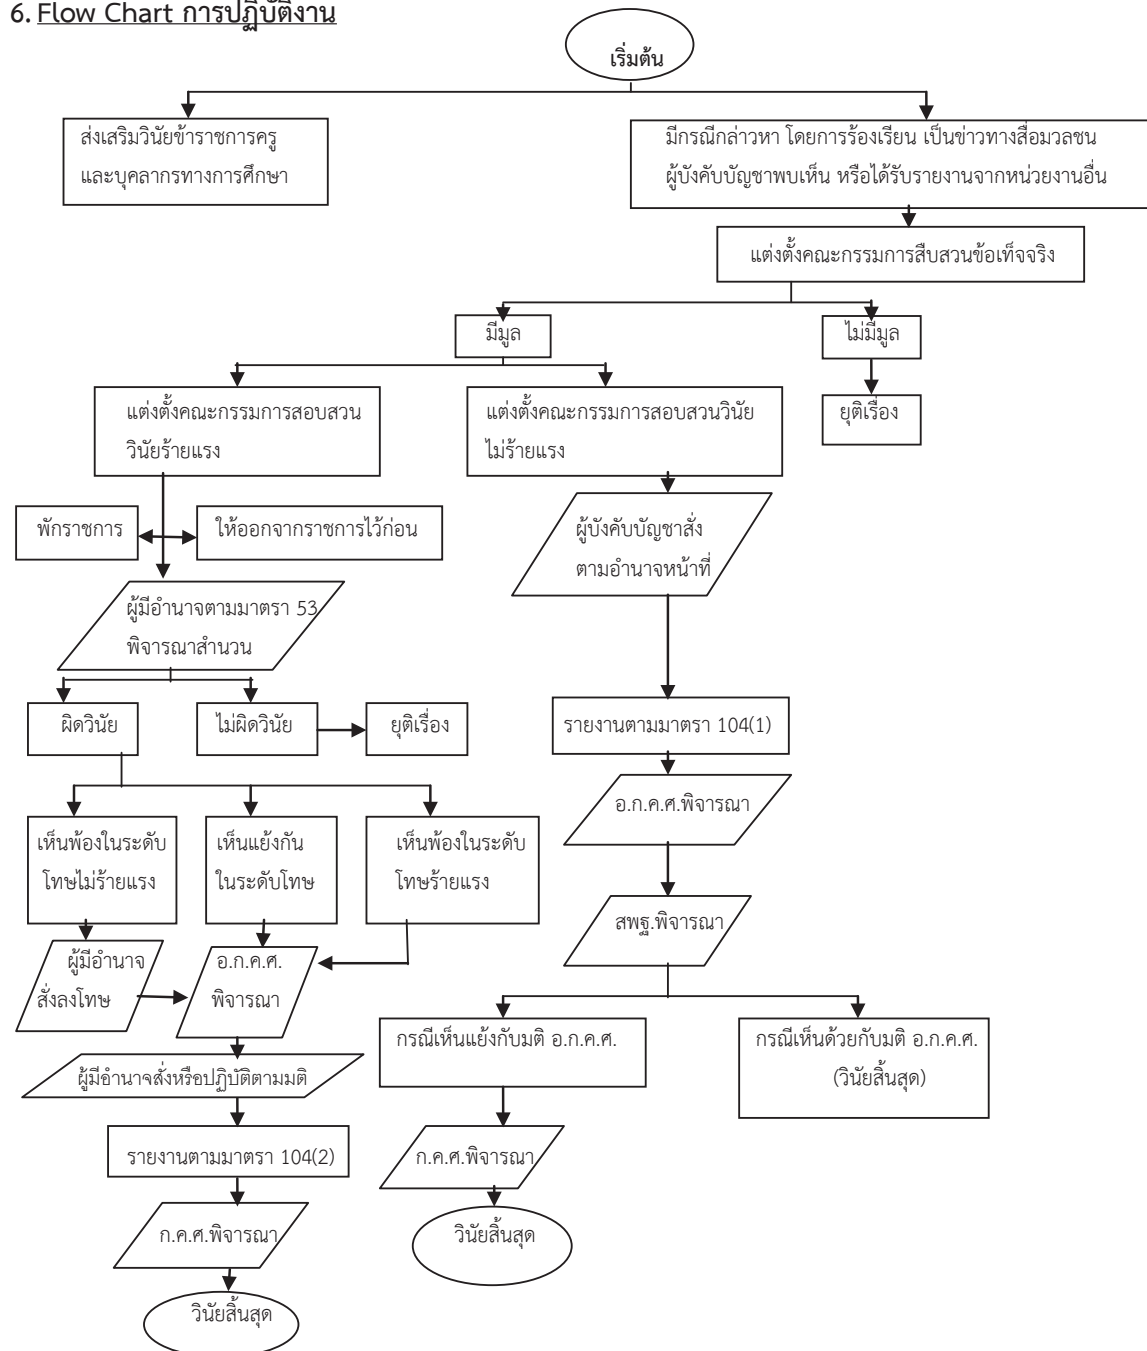 6. Flow Chart การปฏิบัติงาน
เริ่มต้น
ส่งเสริมวินัยข้าราชการครู
และบุคลากรทางการศึกษา
มีกรณีกล่าวหา โดยการร้องเรียน เป็นข่าวทางสื่อมวลชน
ผู้บังคับบัญชาพบเห็น หรือได้รับรายงานจากหน่วยงานอื่น
แต่งตั้งคณะกรรมการสืบสวนข้อเท็จจริง
มีมูล
ไม่มีมูล
แต่งตั้งคณะกรรมการสอบสวน
วินัยร้ายแรง
แต่งตั้งคณะกรรมการสอบสวนวินัย
ไม่ร้ายแรง
ยุติเรื่อง
พักราชการ
ให้ออกจากราชการไว้ก่อน
ผู้บังคับบัญชาสั่ง
ตามอำนาจหน้าที่
ผู้มีอำนาจตามมาตรา 53
พิจารณาสำนวน
ผิดวินัย
ไม่ผิดวินัย
ยุติเรื่อง
รายงานตามมาตรา 104(1)
อ.ก.ค.ศ.พิจารณา
เห็นพ้องในระดับ
โทษไม่ร้ายแรง
เห็นแย้งกัน
ในระดับโทษ
เห็นพ้องในระดับ
โทษร้ายแรง
สพฐ.พิจารณา
ผู้มีอำนาจ
สั่งลงโทษ
อ.ก.ค.ศ.
พิจารณา
กรณีเห็นแย้งกับมติ อ.ก.ค.ศ.
กรณีเห็นด้วยกับมติ อ.ก.ค.ศ.
(วินัยสิ้นสุด)
ผู้มีอำนาจสั่งหรือปฏิบัติตามมติ
รายงานตามมาตรา 104(2)
ก.ค.ศ.พิจารณา
ก.ค.ศ.พิจารณา
วินัยสิ้นสุด
วินัยสิ้นสุด